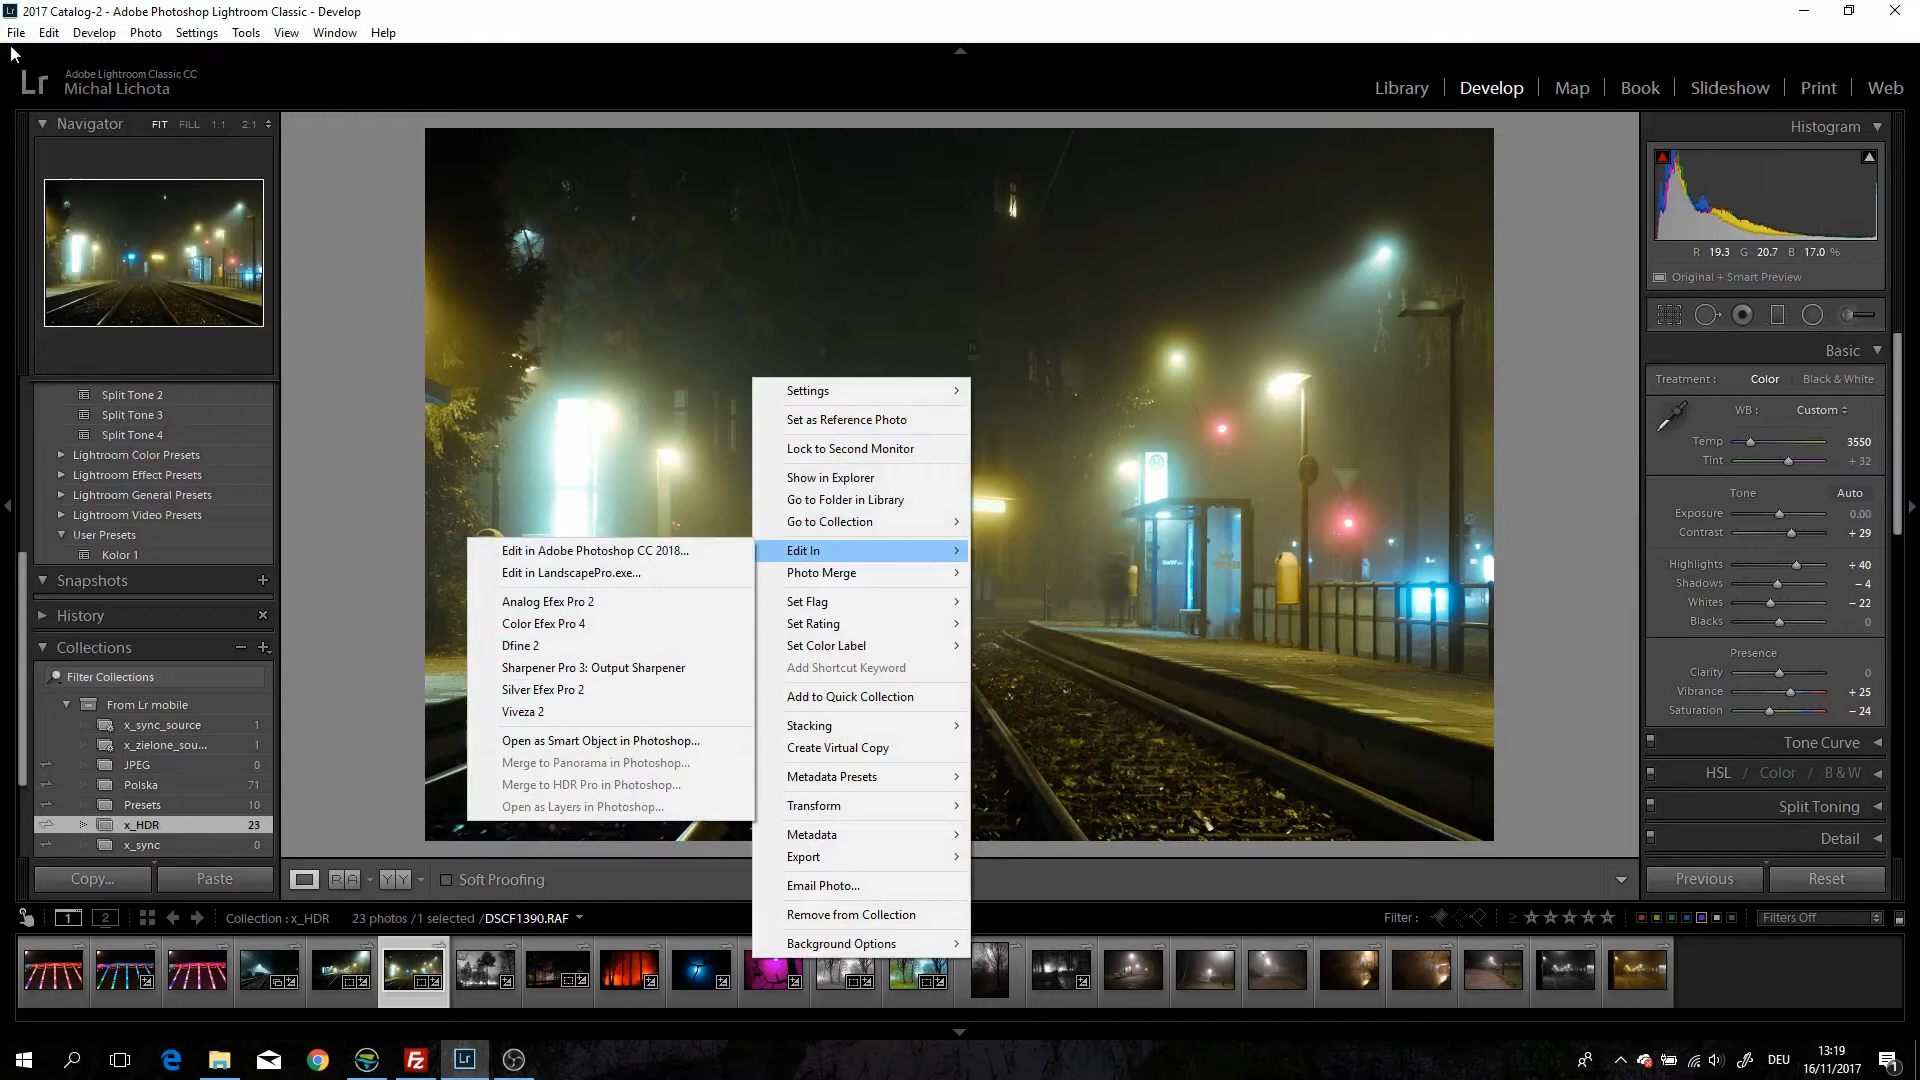 2017 Catalog-2 - Adobe Photoshop Lightroom Classic - Develop
File Edit Develop Photo Settings Tools View Window Help
Lr
Adobe Lightroom Classic CC
Michal Lichota
Library
Develop
Map
Book
Slideshow
Print
Web
Navigator
FIT FILL 1:1 2:1
Split Tone 2
Split Tone 3
Split Tone 4
Lightroom Color Presets
Lightroom Effect Presets
Lightroom General Presets
Lightroom Video Presets
User Presets
Kolor 1
Snapshots
History
Collections
Filter Collections
From Lr mobile
x_sync_source 1
x_zielone_sou... 1
JPEG 0
Polska 71
Presets 10
x_HDR 23
x_sync 0
Copy... Paste
Settings
Set as Reference Photo
Lock to Second Monitor
Show in Explorer
Go to Folder in Library
Go to Collection
Edit In
Photo Merge
Set Flag
Set Rating
Set Color Label
Add Shortcut Keyword
Add to Quick Collection
Stacking
Create Virtual Copy
Metadata Presets
Transform
Metadata
Export
Email Photo...
Remove from Collection
Background Options
Edit in Adobe Photoshop CC 2018...
Edit in LandscapePro.exe...
Analog Efex Pro 2
Color Efex Pro 4
Dfine 2
Sharpener Pro 3: Output Sharpener
Silver Efex Pro 2
Viveza 2
Open as Smart Object in Photoshop...
Merge to Panorama in Photoshop...
Merge to HDR Pro in Photoshop...
Open as Layers in Photoshop...
Histogram
R 19.3 G 20.7 B 17.0 %
Original + Smart Preview
Basic
Treatment : Color Black & White
WB : Custom
Temp 3550
Tint + 32
Tone Auto
Exposure 0.00
Contrast + 29
Highlights + 40
Shadows − 4
Whites − 22
Blacks 0
Presence
Clarity 0
Vibrance + 25
Saturation − 24
Tone Curve
HSL / Color / B & W
Split Toning
Detail
Previous Reset
R A Y Y Soft Proofing
1 2 Collection : x_HDR 23 photos / 1 selected / DSCF1390.RAF
Filter : Filters Off
Lr
DEU
13:19
16/11/2017
1